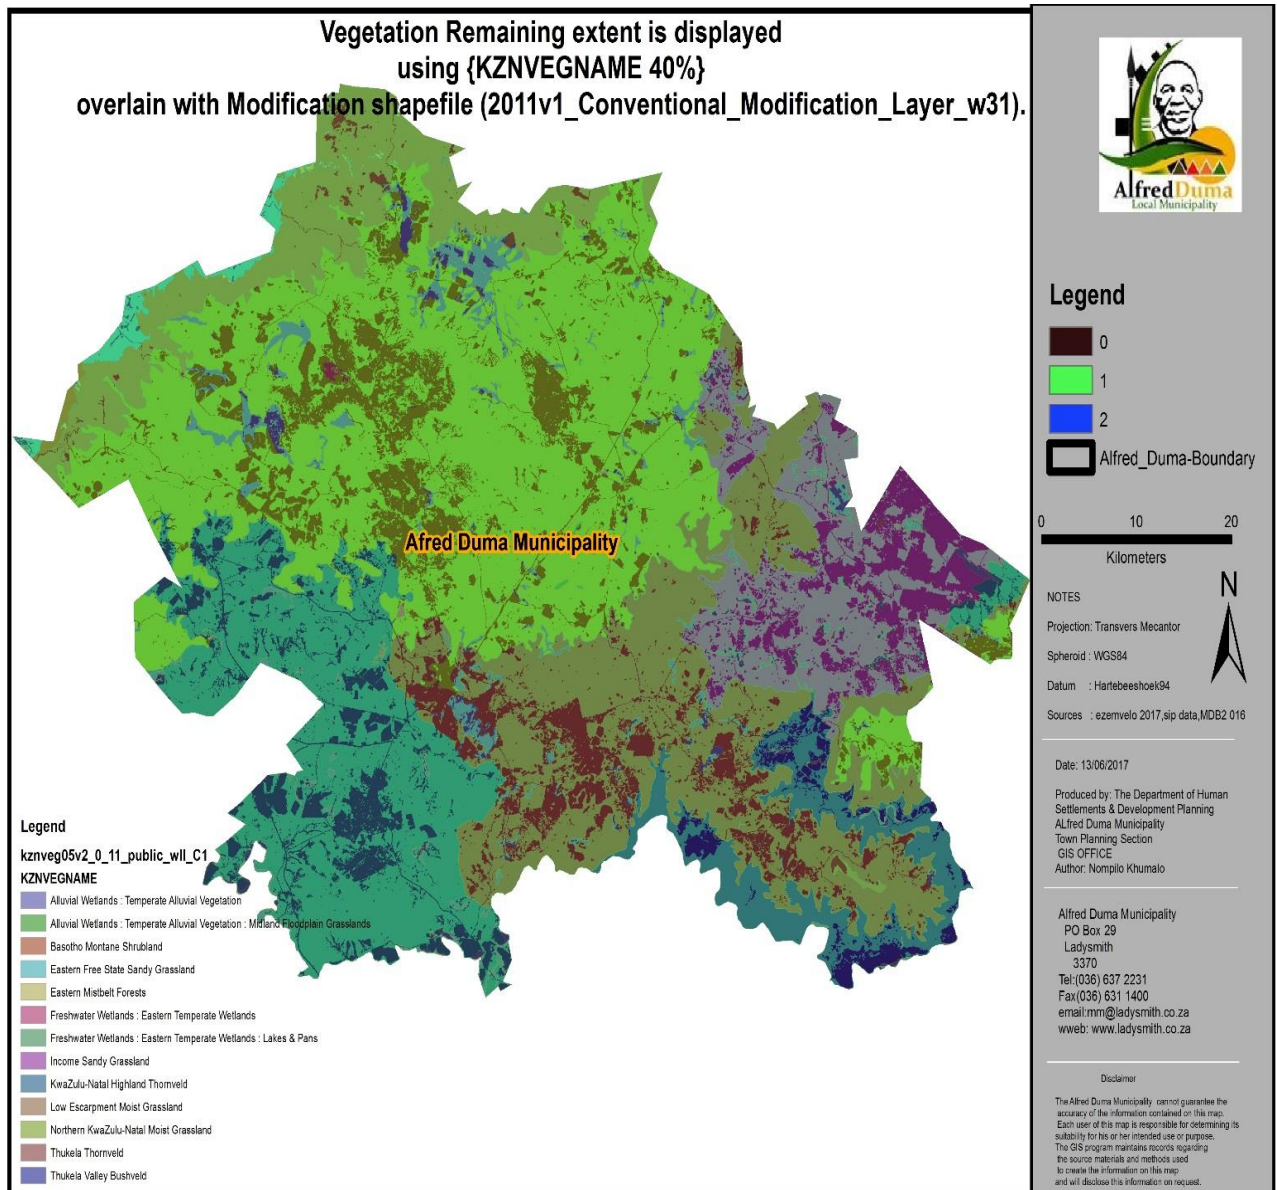 Vegetation Remaining extent is displayed
using {KZNVEGNAME 40%}
overlain with Modification shapefile (2011v1_Conventional_Modification_Layer_w31).
Afred Duma Municipality
Legend
kznveg05v2_0_11_public_wll_C1
KZNVEGNAME
Alluvial Wetlands : Temperate Alluvial Vegetation
Alluvial Wetlands : Temperate Alluvial Vegetation : Midland Floodplain Grasslands
Basotho Montane Shrubland
Eastern Free State Sandy Grassland
Eastern Mistbelt Forests
Freshwater Wetlands : Eastern Temperate Wetlands
Freshwater Wetlands : Eastern Temperate Wetlands : Lakes & Pans
Income Sandy Grassland
KwaZulu-Natal Highland Thornveld
Low Escarpment Moist Grassland
Northern KwaZulu-Natal Moist Grassland
Thukela Thornveld
Thukela Valley Bushveld
AlfredDuma
Local Municipality
Legend
0
1
2
Alfred_Duma-Boundary
0 10 20
Kilometers
N
NOTES
Projection: Transvers Mecantor
Spheroid : WGS84
Datum : Hartebeeshoek94
Sources : ezemvelo 2017,sip data,MDB2 016
Date: 13/06/2017
Produced by: The Department of Human
Settlements & Development Planning
ALfred Duma Municipality
Town Planning Section
GIS OFFICE
Author: Nompilo Khumalo
Alfred Duma Municipality
PO Box 29
Ladysmith
3370
Tel:(036) 637 2231
Fax(036) 631 1400
email:mm@ladysmith.co.za
wweb: www.ladysmith.co.za
Disclaimer
The Alfred Duma Municipality cannot guarantee the
accuracy of the information contained on this map.
Each user of this map is responsible for determining its
suitability for his or her intended use or purpose.
The GIS program maintains records regarding
the source materials and methods used
to create the information on this map
and will disclose this information on request.